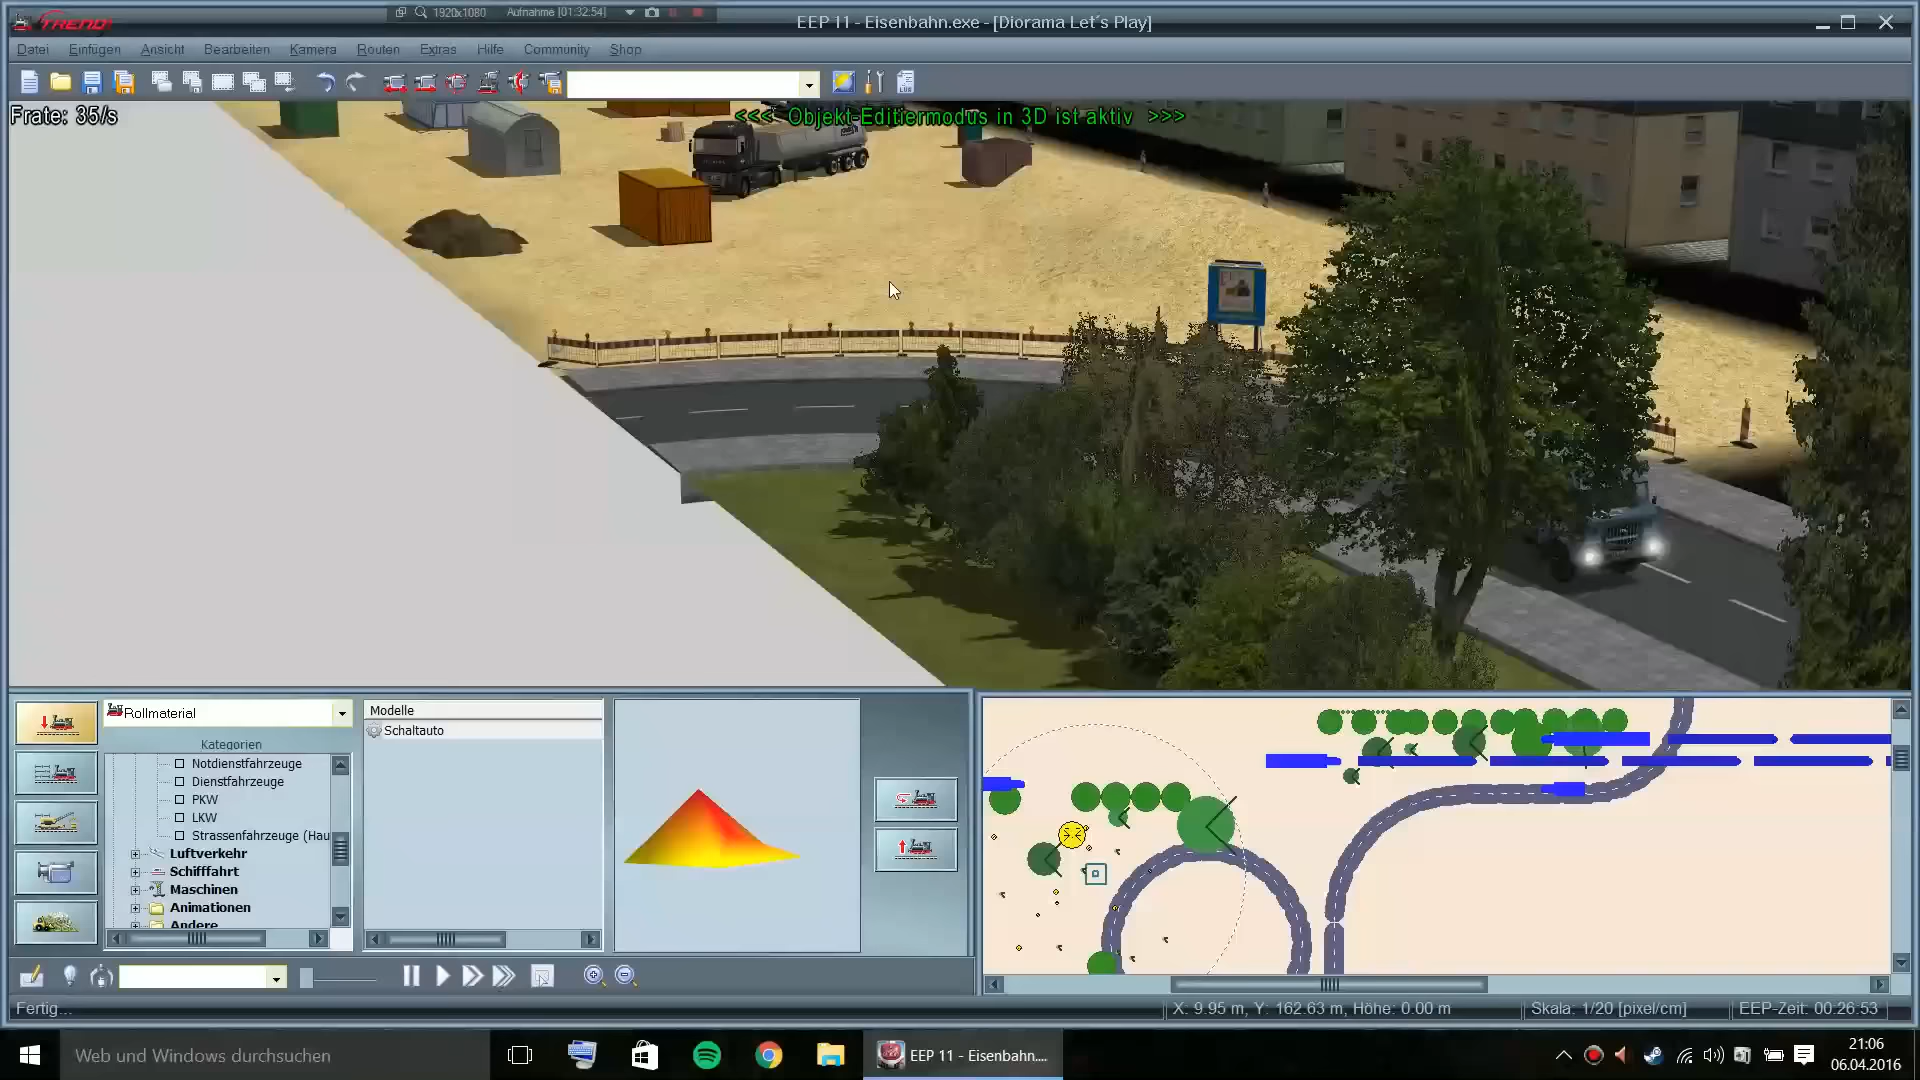 1920x1080
Aufnahme [01:32:54]
TREND
EEP 11 - Eisenbahn.exe - [Diorama Let´s Play]
Datei Einfügen Ansicht Bearbeiten Kamera Routen Extras Hilfe Community Shop
Frate: 35/s
<<< Objekt-Editiermodus in 3D ist aktiv >>>
Rollmaterial
Kategorien
Notdienstfahrzeuge
Dienstfahrzeuge
PKW
LKW
Strassenfahrzeuge (Hau
Luftverkehr
Schifffahrt
Maschinen
Animationen
Andere
Modelle
Schaltauto
Fertig...
X: 9.95 m, Y: 162.63 m, Höhe: 0.00 m
Skala: 1/20 [pixel/cm]
EEP-Zeit: 00:26:53
Web und Windows durchsuchen
EEP 11 - Eisenbahn....
21:06
06.04.2016